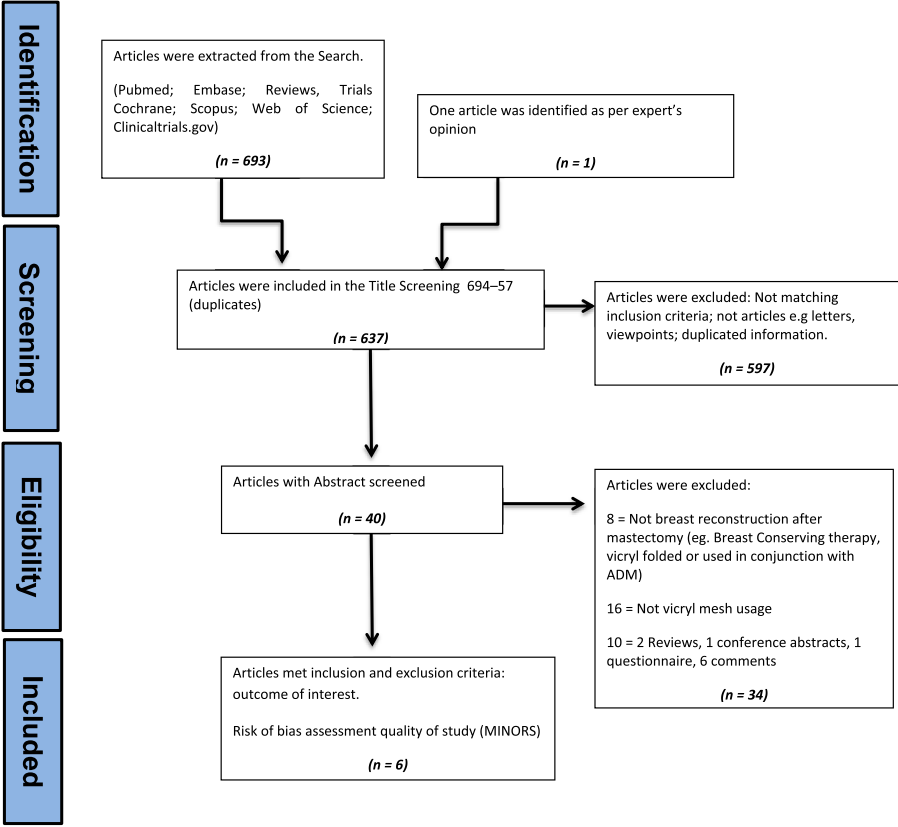 Identification
Articles were extracted from the Search.
(Pubmed; Embase; Reviews, Trials
Cochrane; Scopus; Web of Science;
Clinicaltrials.gov)
(n = 693)
One article was identified as per expert's
opinion
(n = 1)
Screening
Articles were included in the Title Screening 694–57
(duplicates)
(n = 637)
Articles were excluded: Not matching
inclusion criteria; not articles e.g letters,
viewpoints; duplicated information.
(n = 597)
Eligibility
Articles with Abstract screened
(n = 40)
Articles were excluded:
8 = Not breast reconstruction after
mastectomy (eg. Breast Conserving therapy,
vicryl folded or used in conjunction with
ADM)
16 = Not vicryl mesh usage
10 = 2 Reviews, 1 conference abstracts, 1
questionnaire, 6 comments
(n = 34)
Included
Articles met inclusion and exclusion criteria:
outcome of interest.
Risk of bias assessment quality of study (MINORS)
(n = 6)